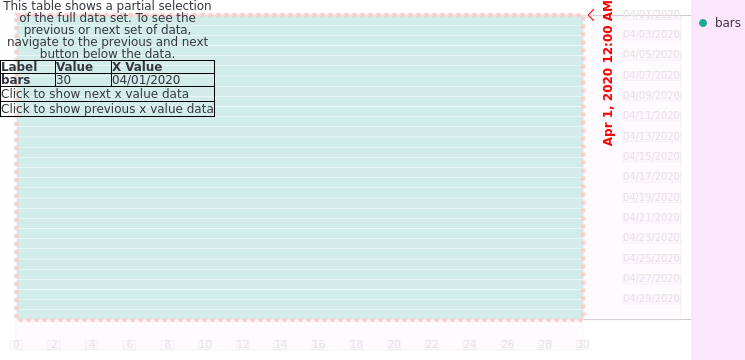 This table shows a partial selection
of the full data set. To see the
previous or next set of data,
navigate to the previous and next
button below the data.
Label Value X Value
bars 30 04/01/2020
Click to show next x value data
Click to show previous x value data
Apr 1, 2020 12:00 AM
04/01/2020
04/03/2020
04/05/2020
04/07/2020
04/09/2020
04/11/2020
04/13/2020
04/15/2020
04/17/2020
04/19/2020
04/21/2020
04/23/2020
04/25/2020
04/27/2020
04/29/2020
bars
0 2 4 6 8 10 12 14 16 18 20 22 24 26 28 30